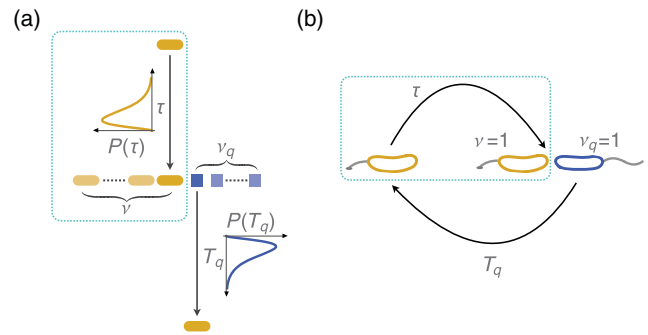 (a)
τ
P(τ)
ν
ν_q
P(T_q)
T_q
(b)
τ
ν=1
ν_q=1
T_q